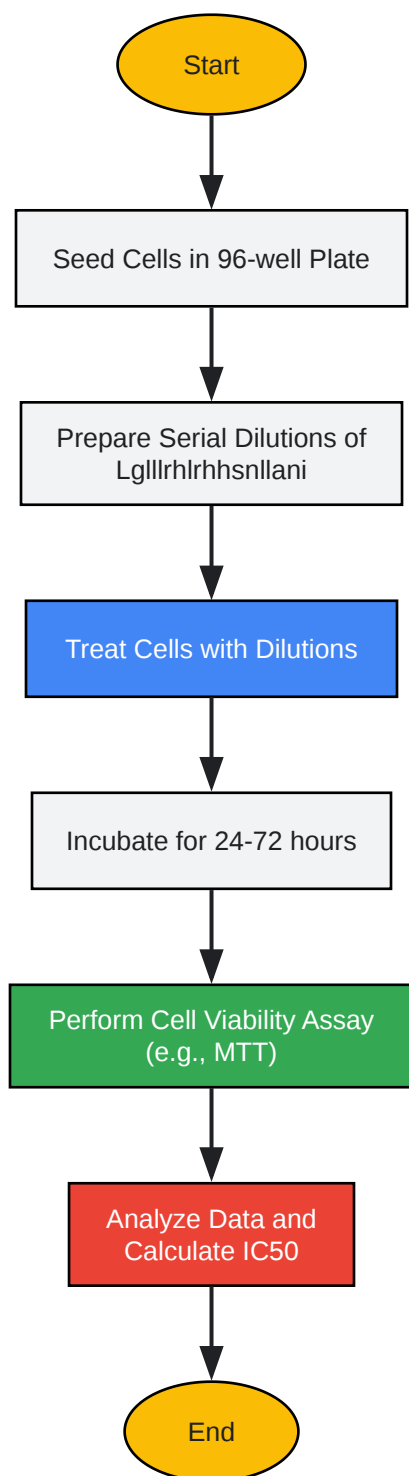 Start
Seed Cells in 96-well Plate
Prepare Serial Dilutions of
Lglllrhlrhhsnllani
Treat Cells with Dilutions
Incubate for 24-72 hours
Perform Cell Viability Assay
(e.g., MTT)
Analyze Data and
Calculate IC50
End